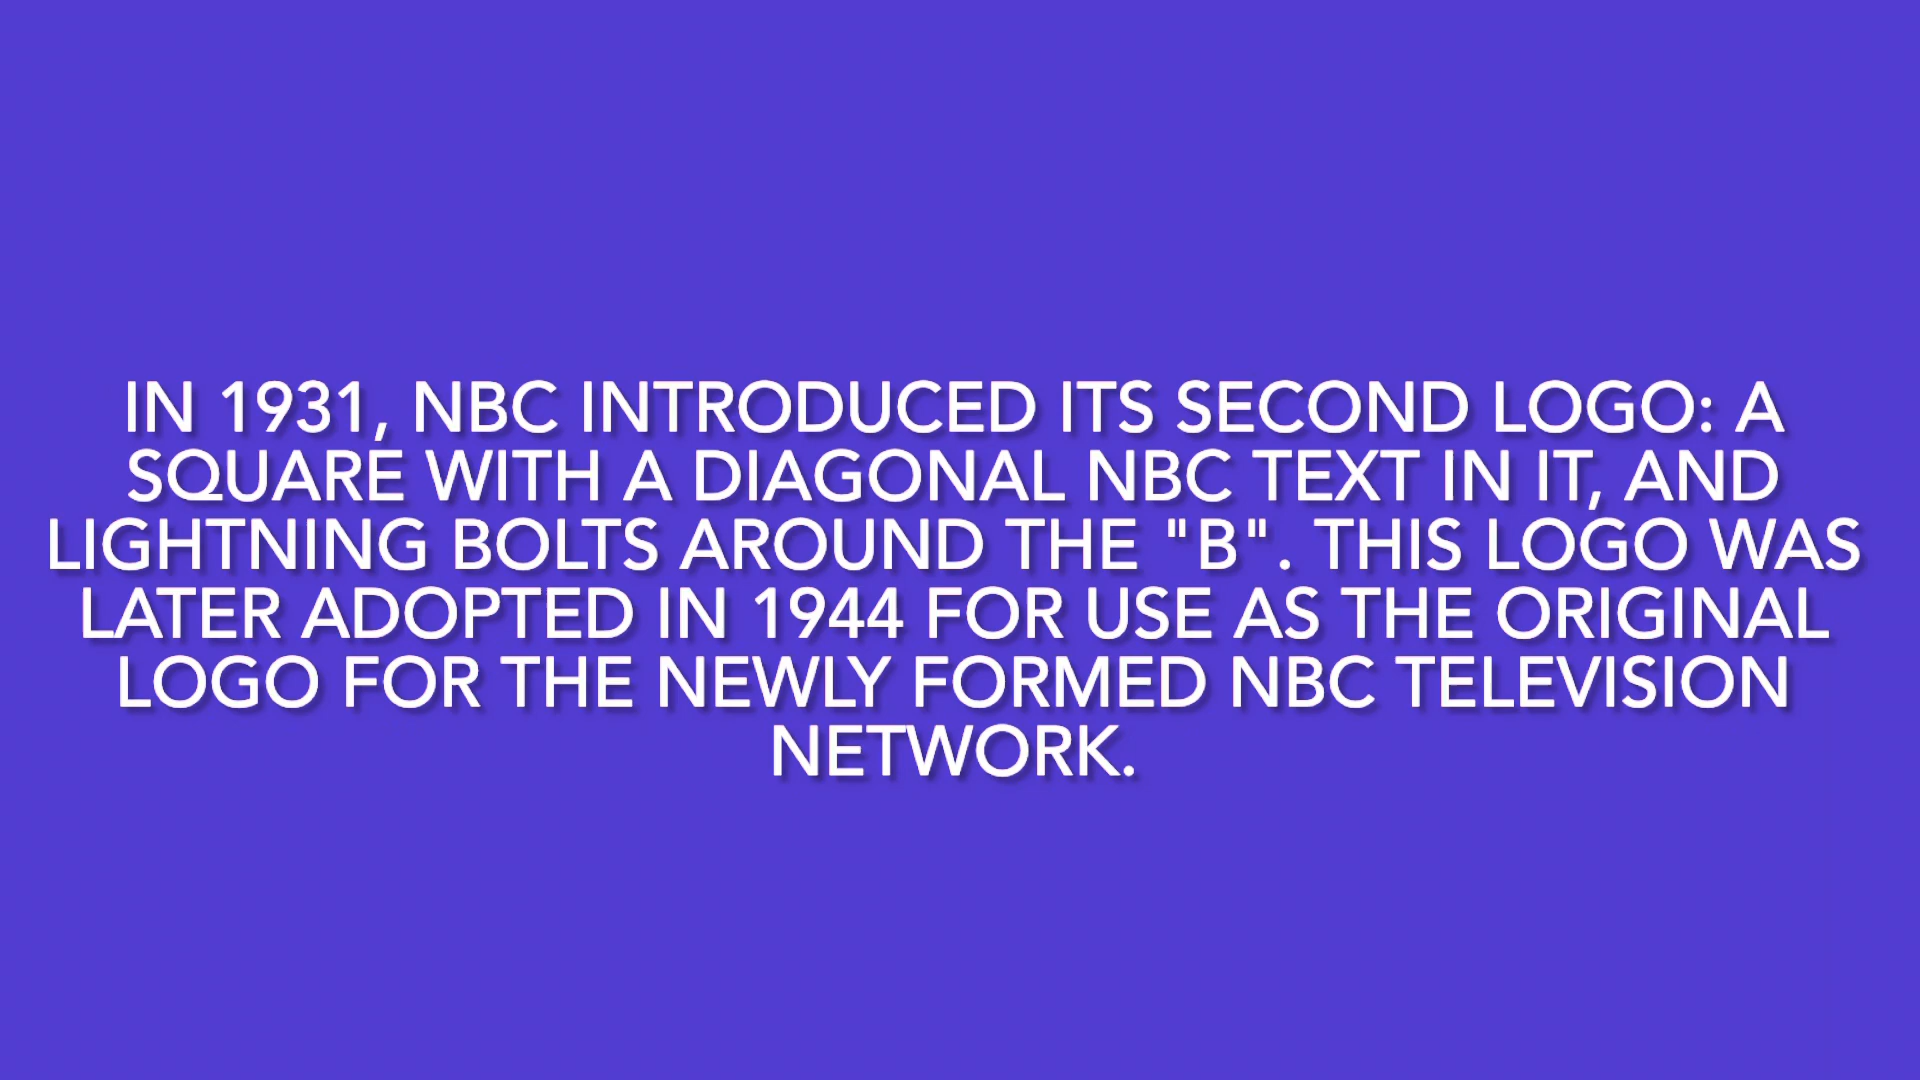 IN 1931, NBC INTRODUCED ITS SECOND LOGO: A
SQUARE WITH A DIAGONAL NBC TEXT IN IT, AND
LIGHTNING BOLTS AROUND THE "B". THIS LOGO WAS
LATER ADOPTED IN 1944 FOR USE AS THE ORIGINAL
LOGO FOR THE NEWLY FORMED NBC TELEVISION
NETWORK.